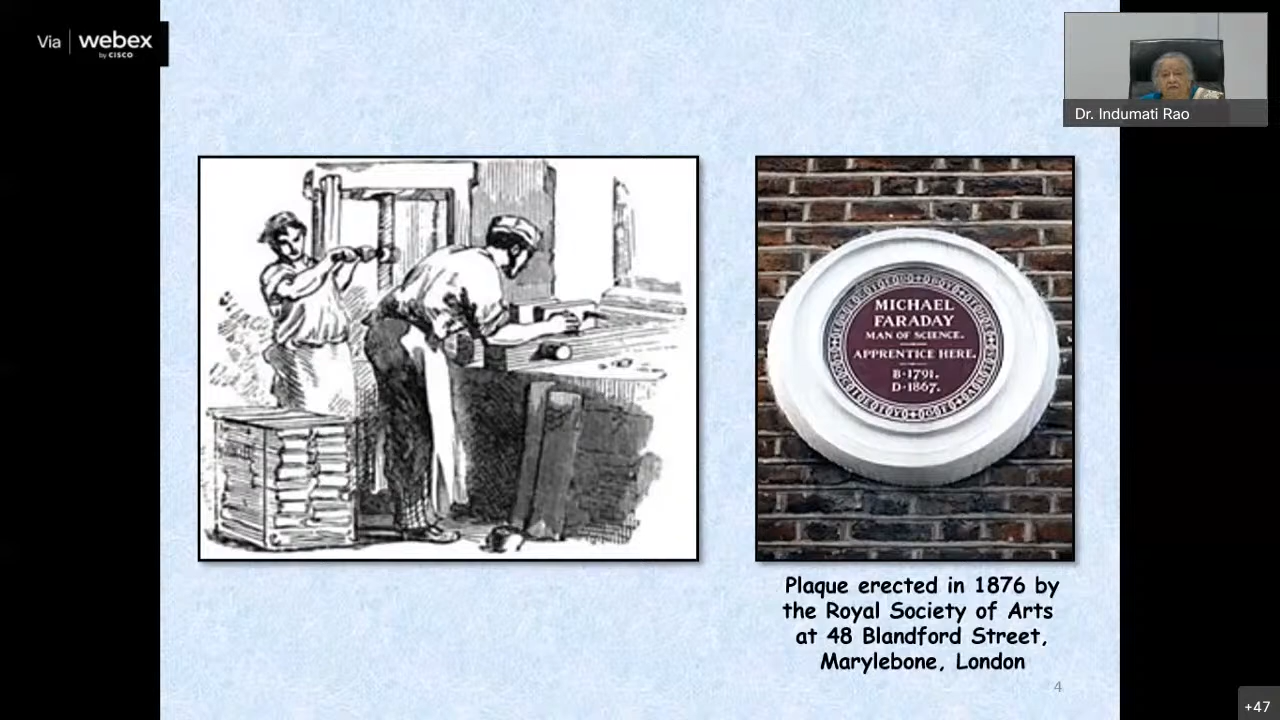 Via webex
by CISCO
Dr. Indumati Rao
MICHAEL
FARADAY
MAN OF SCIENCE.
APPRENTICE HERE.
B·1791.
D·1867.
Plaque erected in 1876 by
the Royal Society of Arts
at 48 Blandford Street,
Marylebone, London
4
+47